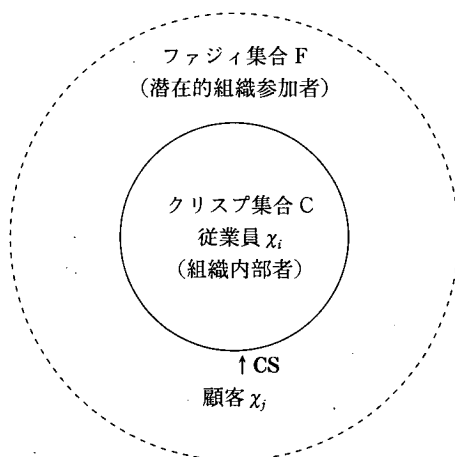 ファジィ集合 F
(潜在的組織参加者)
クリスプ集合 C
従業員 χi
(組織内部者)
↑ CS
顧客 χj